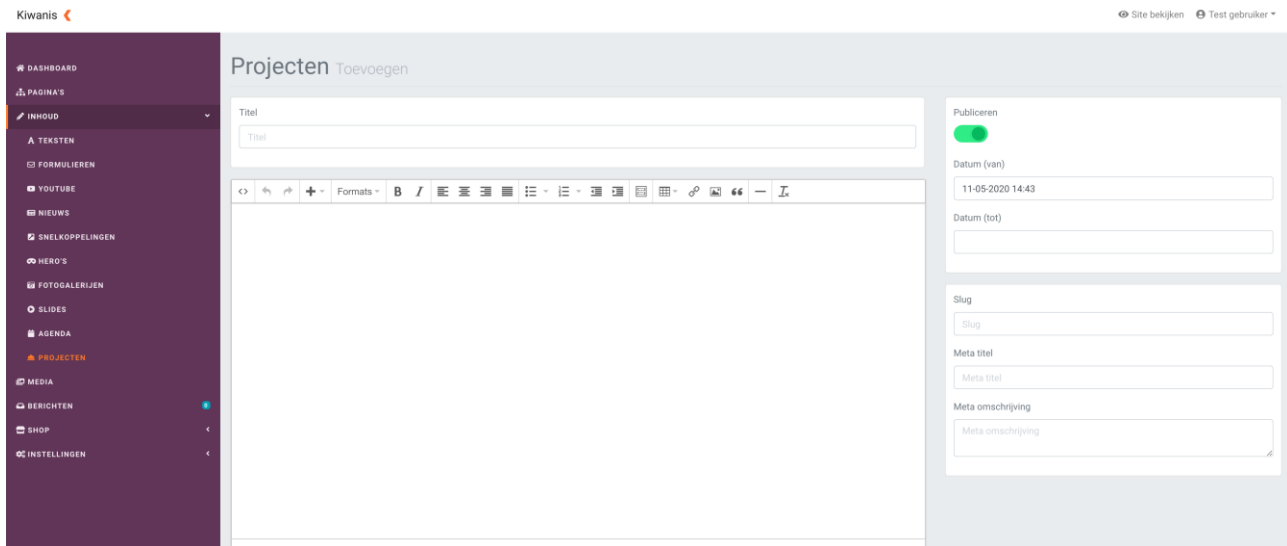 Kiwanis
Site bekijken
Test gebruiker
DASHBOARD
PAGINA'S
INHOUD
TEKSTEN
FORMULIEREN
YOUTUBE
NIEUWS
SNELKOPPELINGEN
HERO'S
FOTOGALERIJEN
SLIDES
AGENDA
PROJECTEN
MEDIA
BERICHTEN
SHOP
INSTELLINGEN
Projecten Toevoegen
Titel
Titel
Formats
B I
Publiceren
Datum (van)
11-05-2020 14:43
Datum (tot)
Slug
Slug
Meta titel
Meta titel
Meta omschrijving
Meta omschrijving